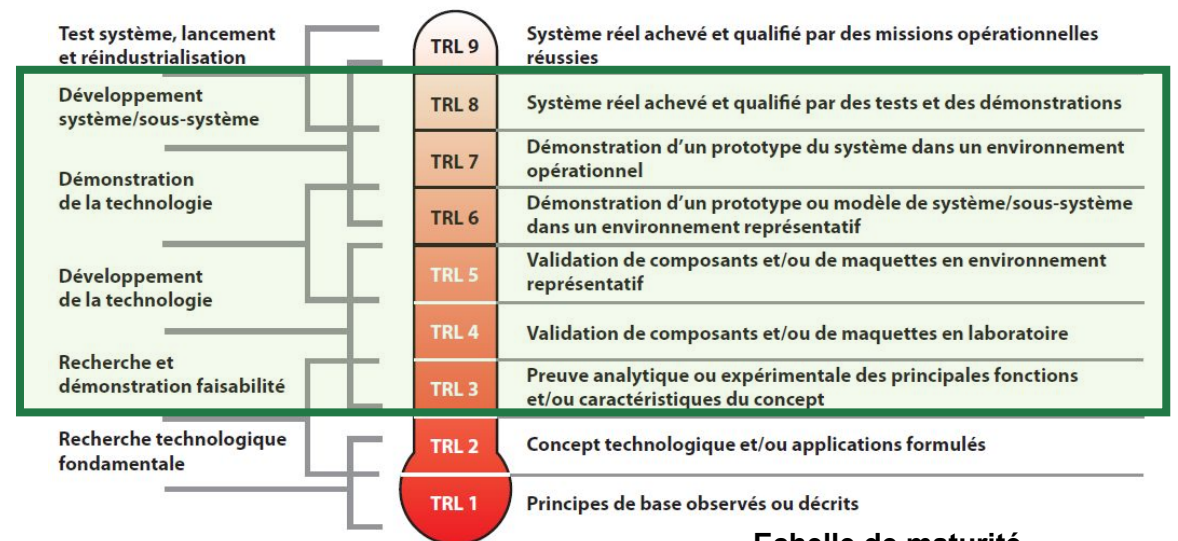 Test système, lancement
et réindustrialisation
TRL 9
Système réel achevé et qualifié par des missions opérationnelles
réussies
Développement
système/sous-système
TRL 8
Système réel achevé et qualifié par des tests et des démonstrations
TRL 7
Démonstration d'un prototype du système dans un environnement
opérationnel
Démonstration
de la technologie
TRL 6
Démonstration d'un prototype ou modèle de système/sous-système
dans un environnement représentatif
Développement
de la technologie
TRL 5
Validation de composants et/ou de maquettes en environnement
représentatif
TRL 4
Validation de composants et/ou de maquettes en laboratoire
Recherche et
démonstration faisabilité
TRL 3
Preuve analytique ou expérimentale des principales fonctions
et/ou caractéristiques du concept
Recherche technologique
fondamentale
TRL 2
Concept technologique et/ou applications formulés
TRL 1
Principes de base observés ou décrits
Echelle de maturité